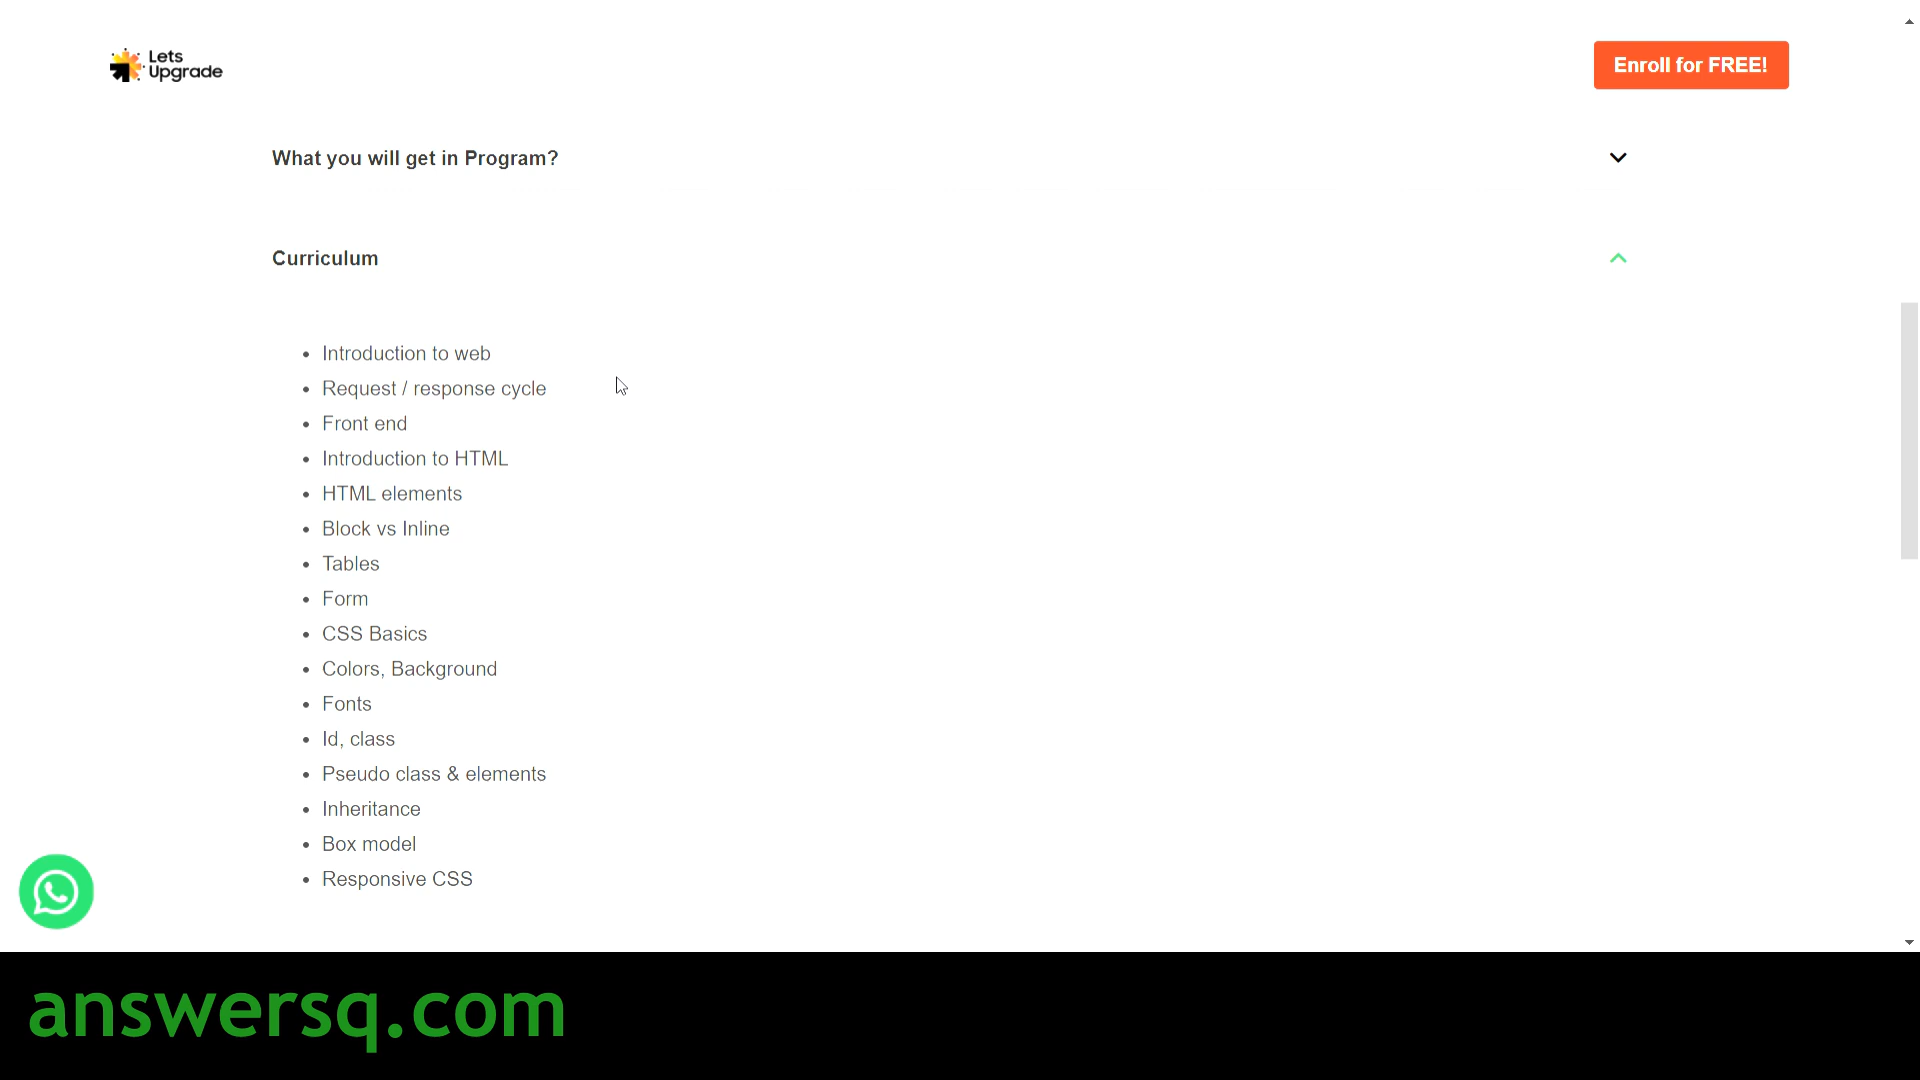 Lets
Upgrade
Enroll for FREE!
What you will get in Program?
Curriculum
Introduction to web
Request / response cycle
Front end
Introduction to HTML
HTML elements
Block vs Inline
Tables
Form
CSS Basics
Colors, Background
Fonts
Id, class
Pseudo class & elements
Inheritance
Box model
Responsive CSS
answersq.com